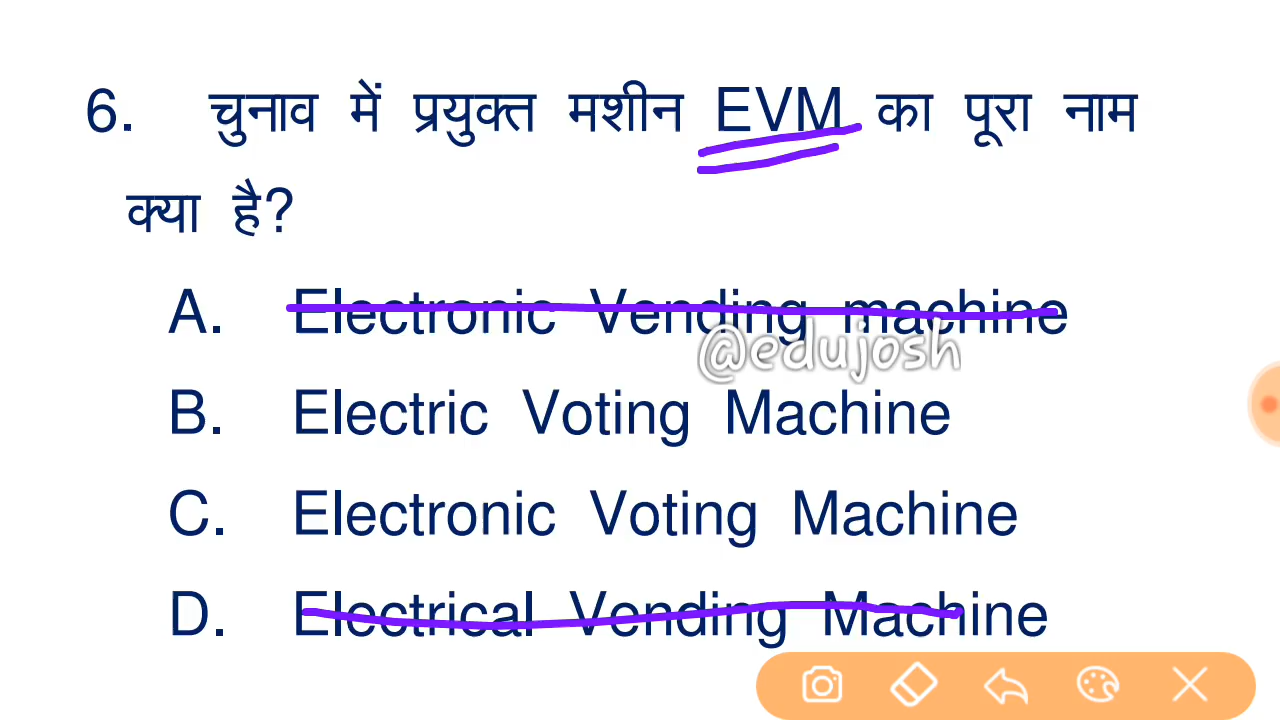 6. चुनाव में प्रयुक्त मशीन EVM का पूरा नाम
क्या है?
A. Electronic Vending machine
@edujosh
B. Electric Voting Machine
C. Electronic Voting Machine
D. Electrical Vending Machine